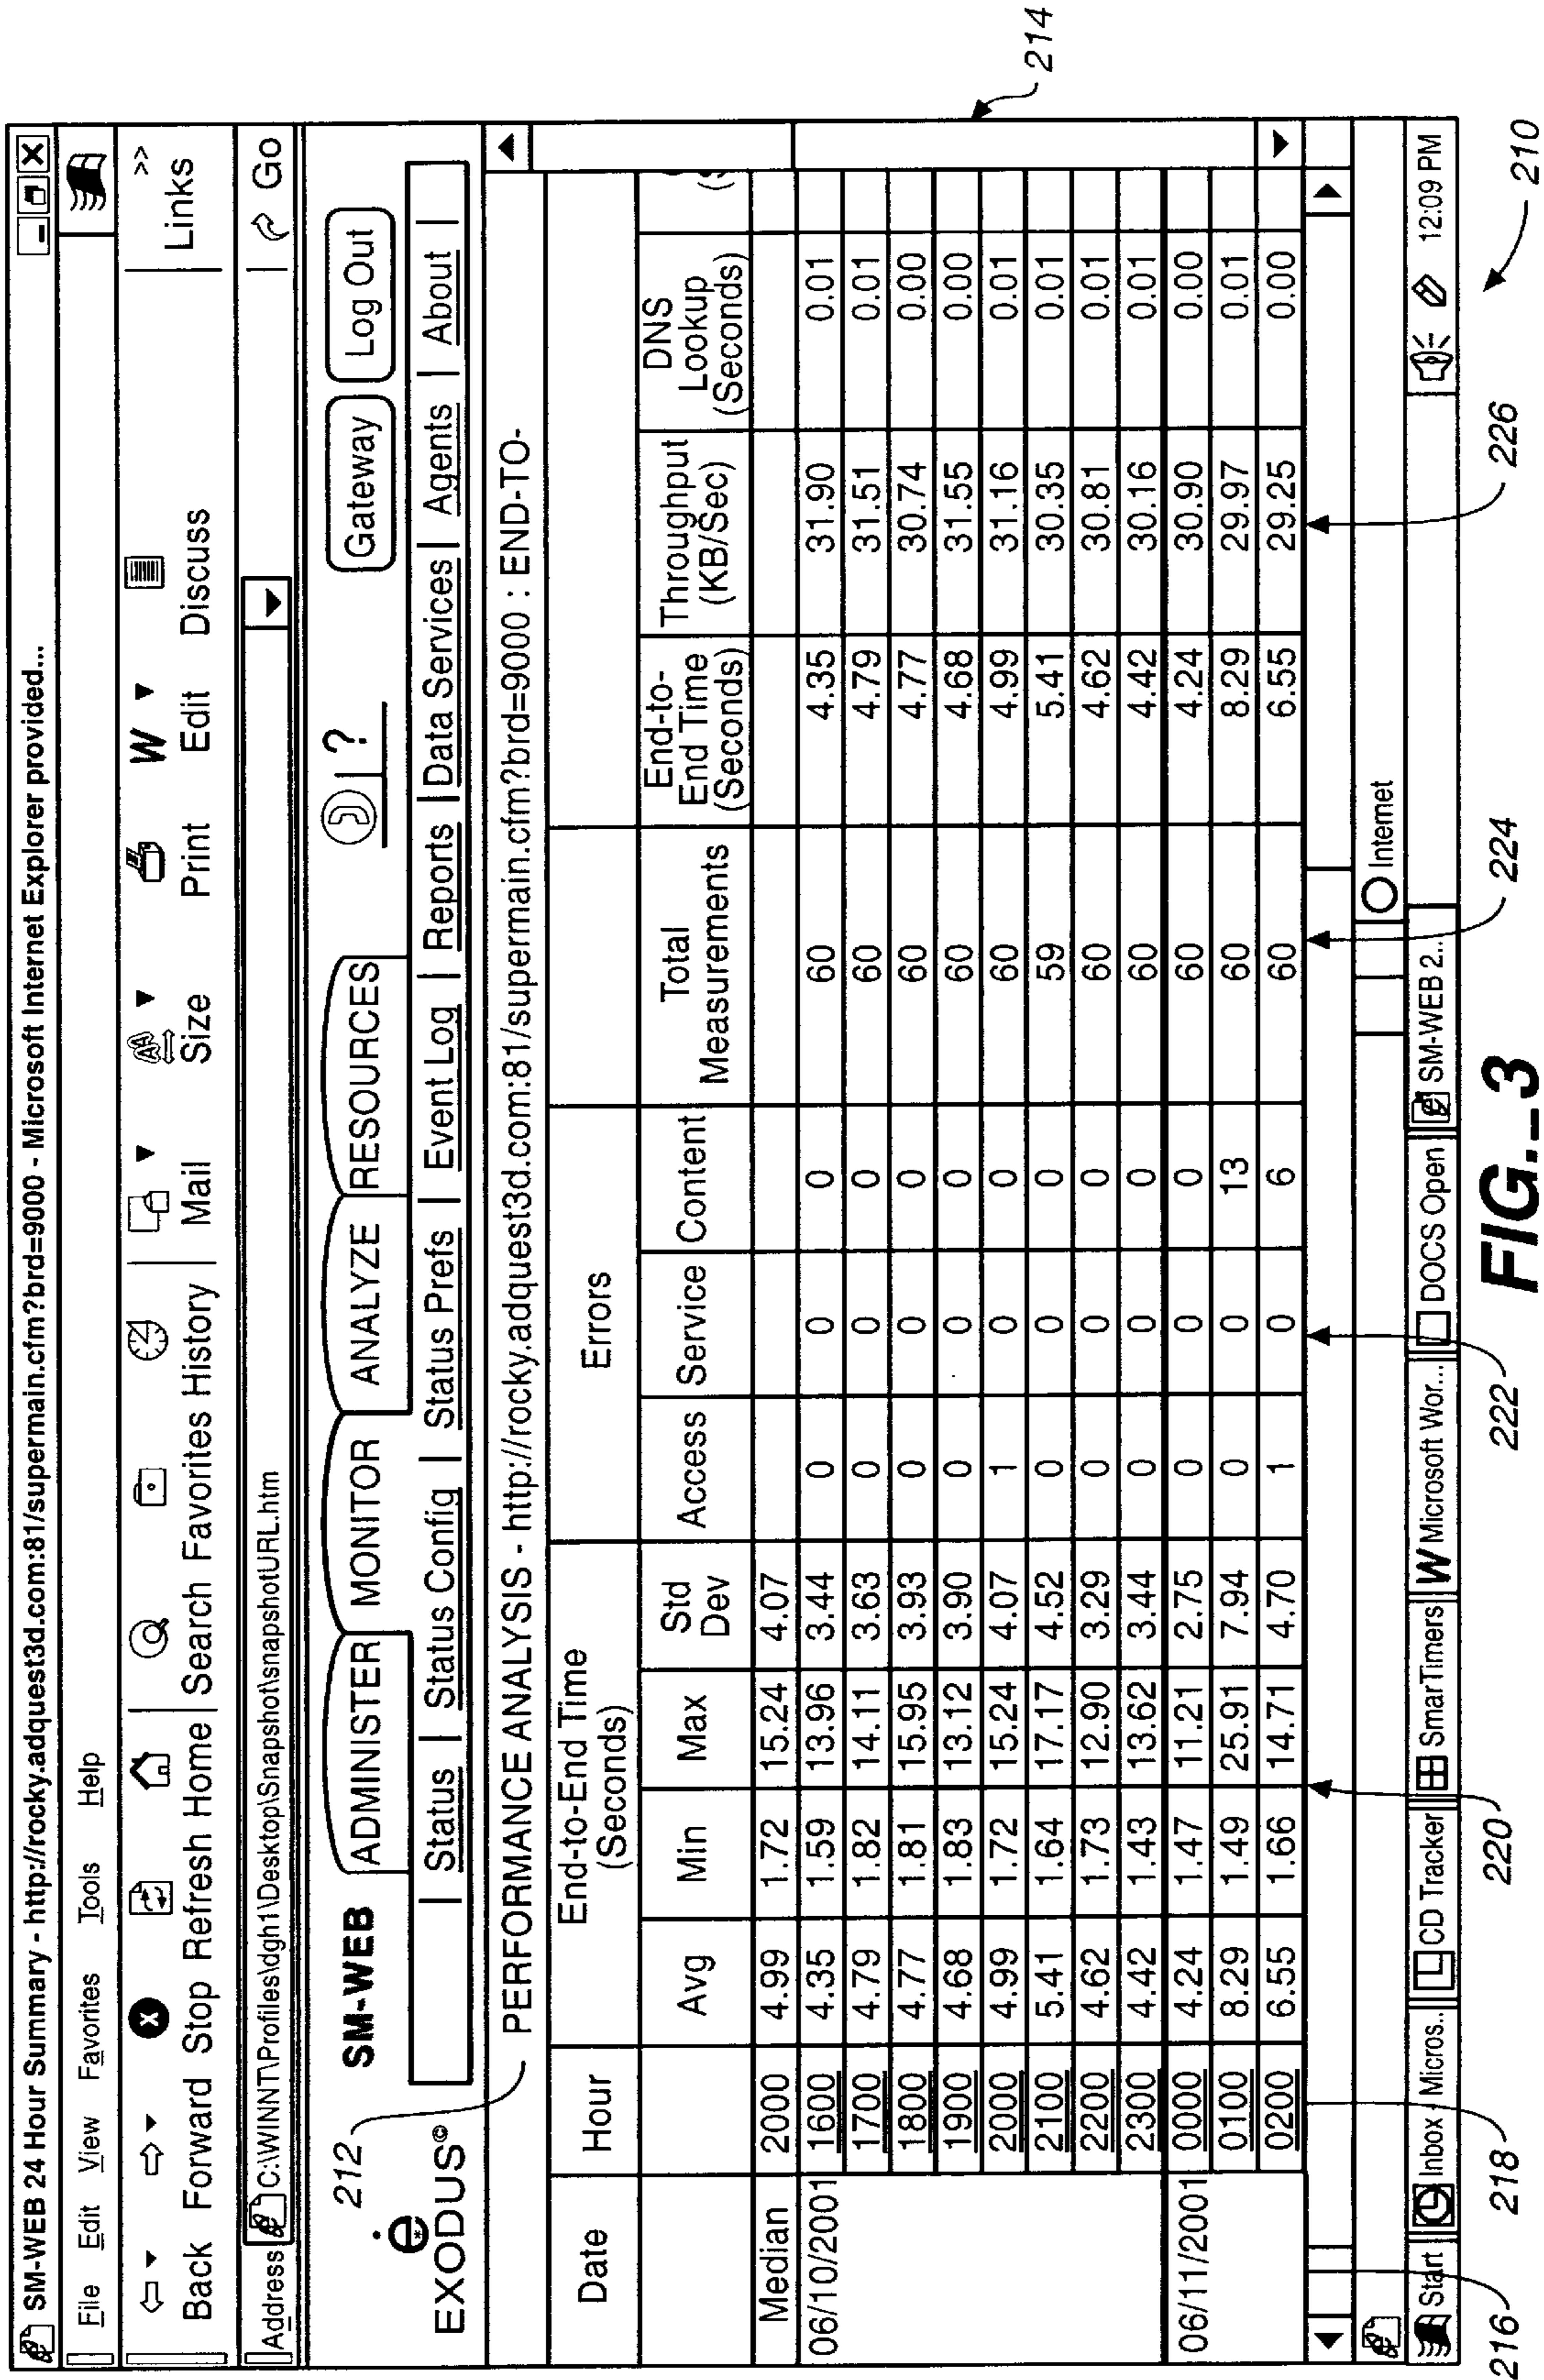 SM-WEB 24 Hour Summary - http://rocky.adquest3d.com:81/supermain.cfm?brd=9000 - Microsoft Internet Explorer provided...
File Edit View Favorites Tools Help
Back Forward Stop Refresh Home Search Favorites History Mail Size Print Edit Discuss Links >>
Address C:\WINNT\Profiles\dgh1\Desktop\Snapshot\snapshotURL.htm Go
212
EXODUS©
SM-WEB ADMINISTER MONITOR ANALYZE RESOURCES ? Gateway Log Out
| Status | Status Config | Status Prefs | Event Log | Reports | Data Services | Agents | About |
PERFORMANCE ANALYSIS - http://rocky.adquest3d.com:81/supermain.cfm?brd=9000 : END-TO-
Date Hour End-to-End Time (Seconds) Errors
Avg Min Max Std Dev Access Service Content Total Measurements End-to-End Time (Seconds) Throughput (KB/Sec) DNS Lookup (Seconds)
Median 2000 4.99 1.72 15.24 4.07
06/10/2001 1600 4.35 1.59 13.96 3.44 0 0 0 60 4.35 31.90 0.01
1700 4.79 1.82 14.11 3.63 0 0 0 60 4.79 31.51 0.01
1800 4.77 1.81 15.95 3.93 0 0 0 60 4.77 30.74 0.00
1900 4.68 1.83 13.12 3.90 0 0 0 60 4.68 31.55 0.00
2000 4.99 1.72 15.24 4.07 1 0 0 60 4.99 31.16 0.01
2100 5.41 1.64 17.17 4.52 0 0 0 59 5.41 30.35 0.01
2200 4.62 1.73 12.90 3.29 0 0 0 60 4.62 30.81 0.01
2300 4.42 1.43 13.62 3.44 0 0 0 60 4.42 30.16 0.01
06/11/2001 0000 4.24 1.47 11.21 2.75 0 0 0 60 4.24 30.90 0.00
0100 8.29 1.49 25.91 7.94 0 0 13 60 8.29 29.97 0.01
0200 6.55 1.66 14.71 4.70 1 0 6 60 6.55 29.25 0.00
214
Internet
Start Inbox - Micros.. CD Tracker SmarTimers W Microsoft Wor... DOCS Open SM-WEB 2.. 12:09 PM
216 218 220 222 224 226 210
FIG._3